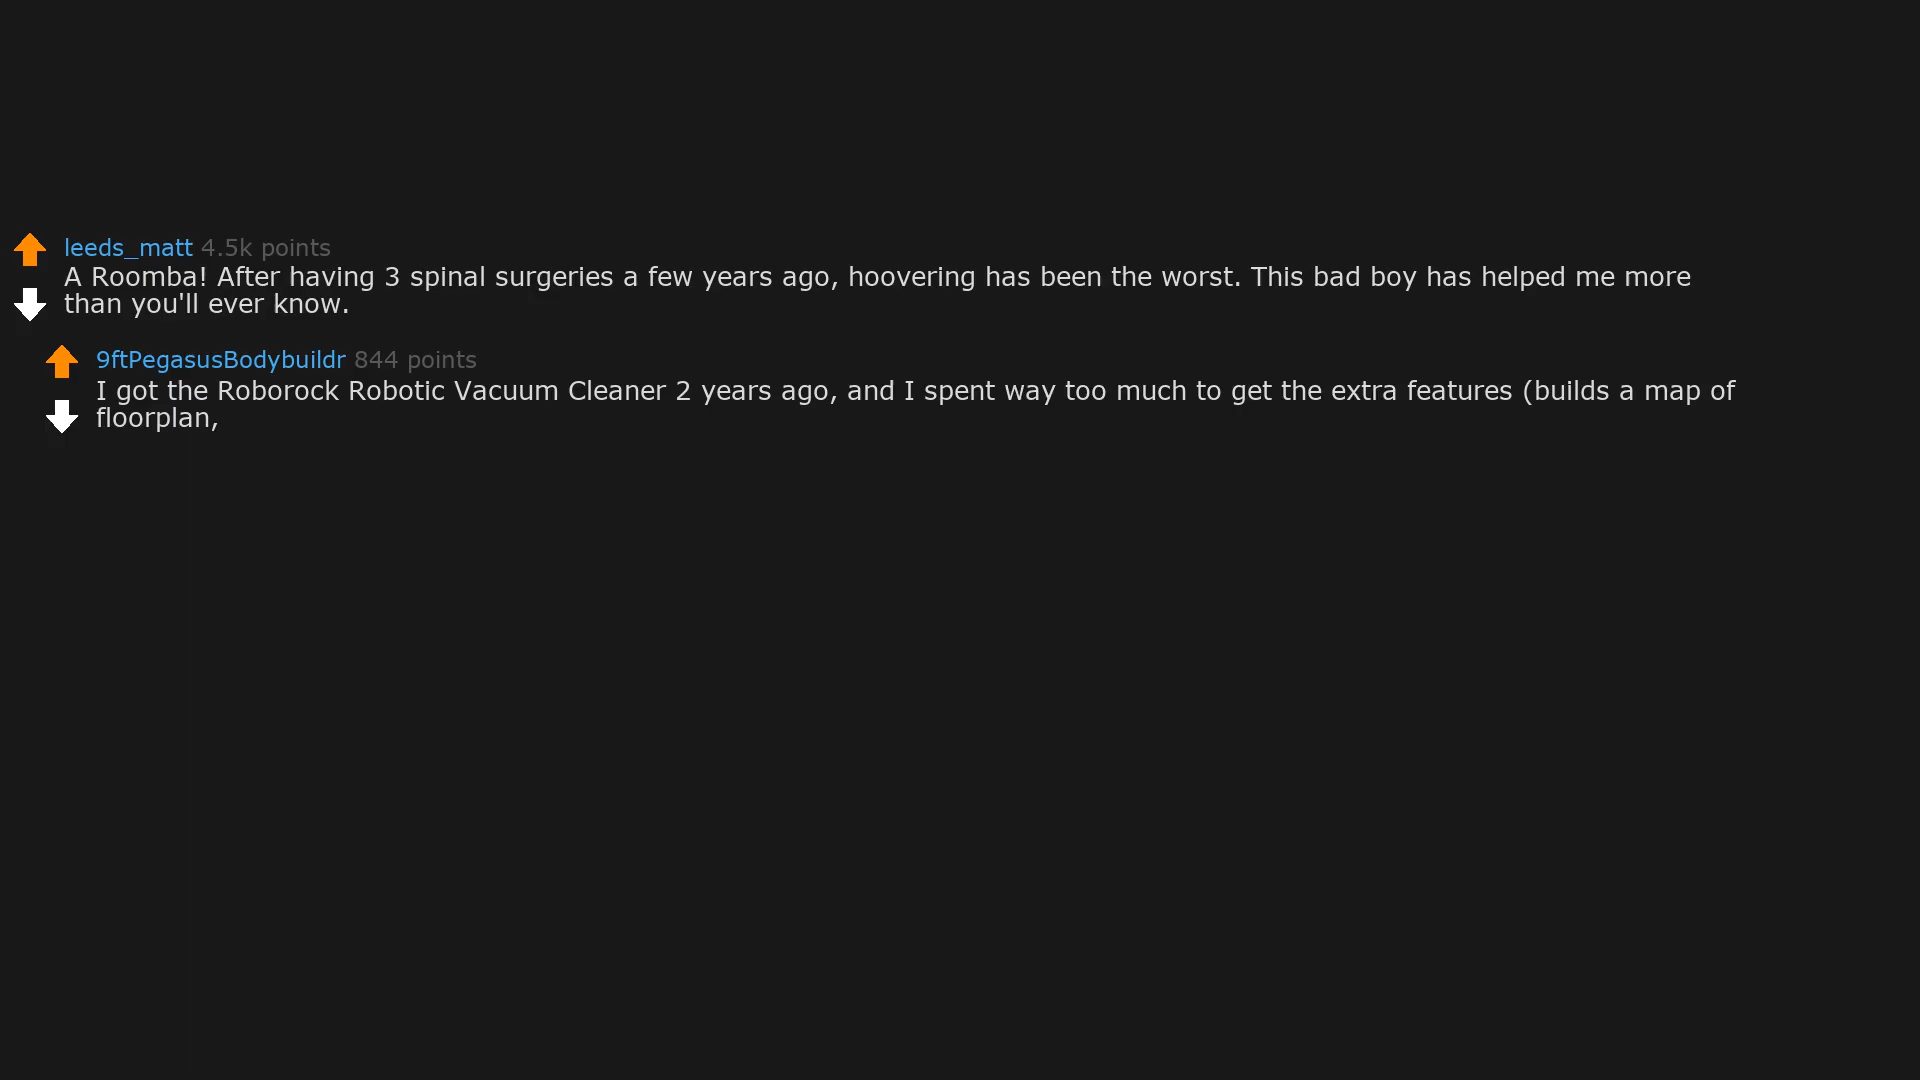 leeds_matt 4.5k points
A Roomba! After having 3 spinal surgeries a few years ago, hoovering has been the worst. This bad boy has helped me more
than you'll ever know.
9ftPegasusBodybuildr 844 points
I got the Roborock Robotic Vacuum Cleaner 2 years ago, and I spent way too much to get the extra features (builds a map of
floorplan,